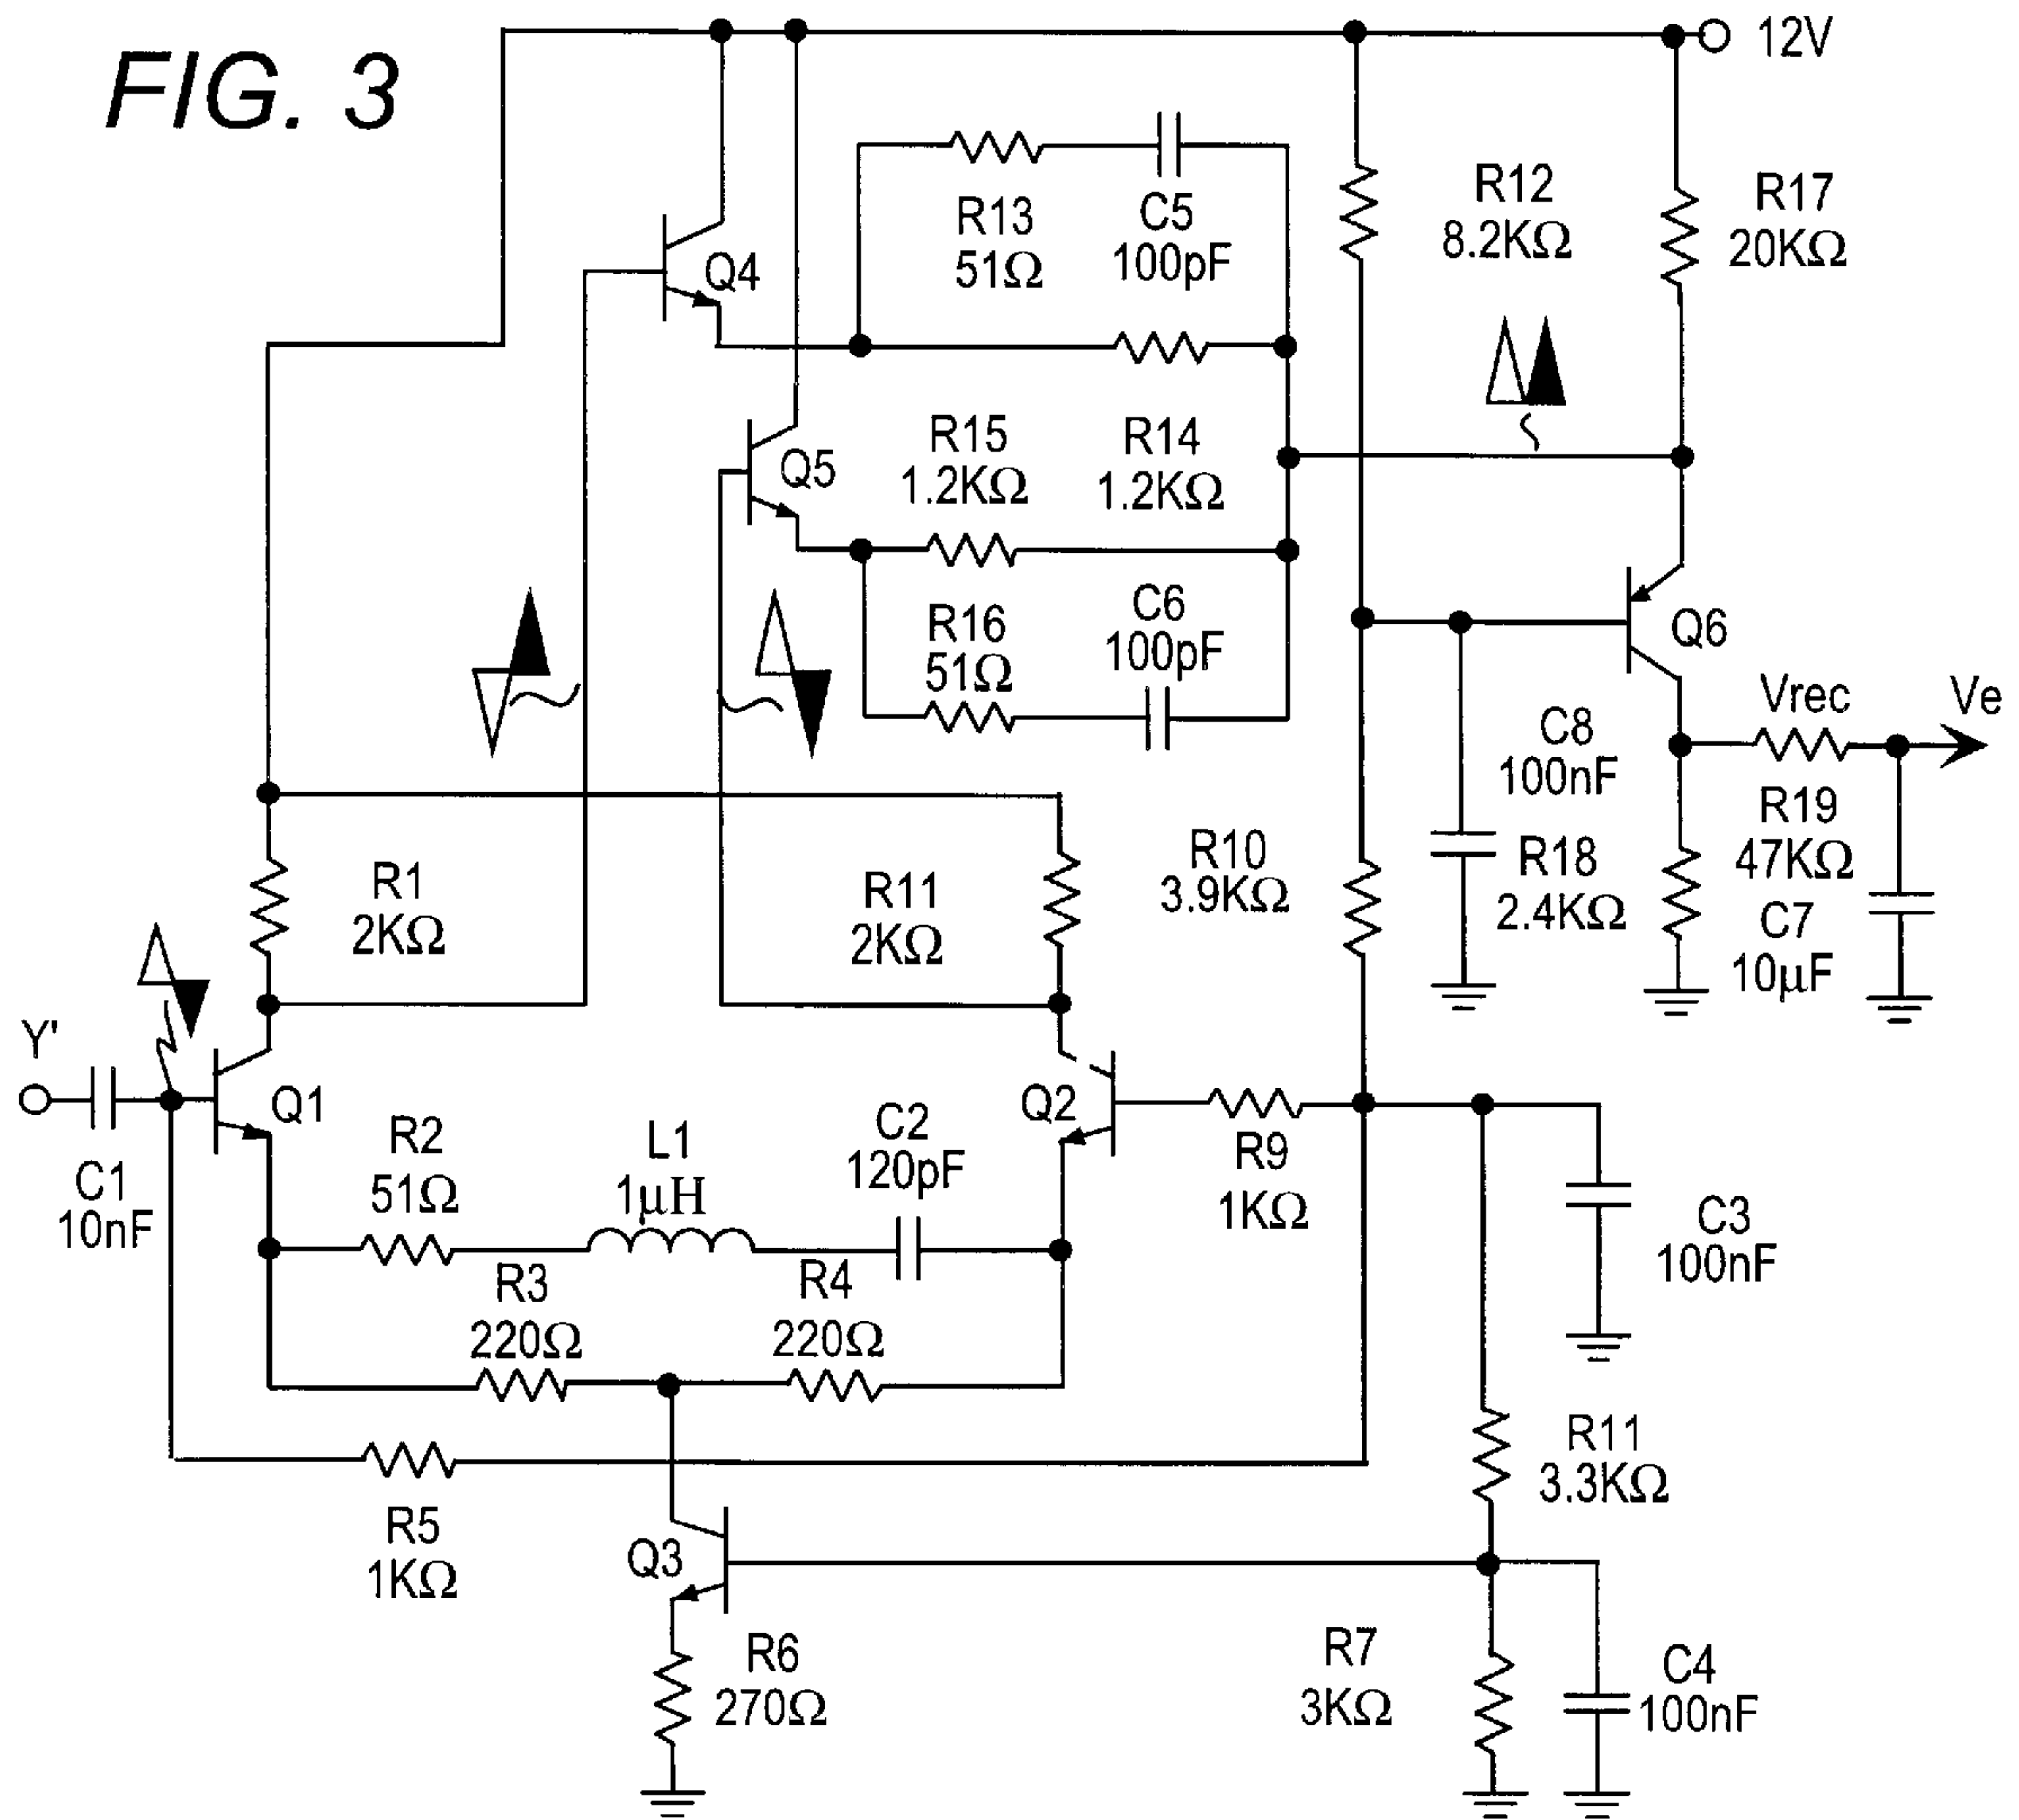 FIG. 3
12V
R13
51Ω
C5
100pF
R12
8.2KΩ
R17
20KΩ
Q4
Q5
R15
1.2KΩ
R14
1.2KΩ
R16
51Ω
C6
100pF
Q6
Vrec
Ve
C8
100nF
R19
47KΩ
R10
3.9KΩ
R18
2.4KΩ
C7
10μF
R1
2KΩ
R11
2KΩ
Y'
C1
10nF
Q1
R2
51Ω
L1
1μH
C2
120pF
Q2
R9
1KΩ
C3
100nF
R3
220Ω
R4
220Ω
R5
1KΩ
R11
3.3KΩ
Q3
R6
270Ω
R7
3KΩ
C4
100nF